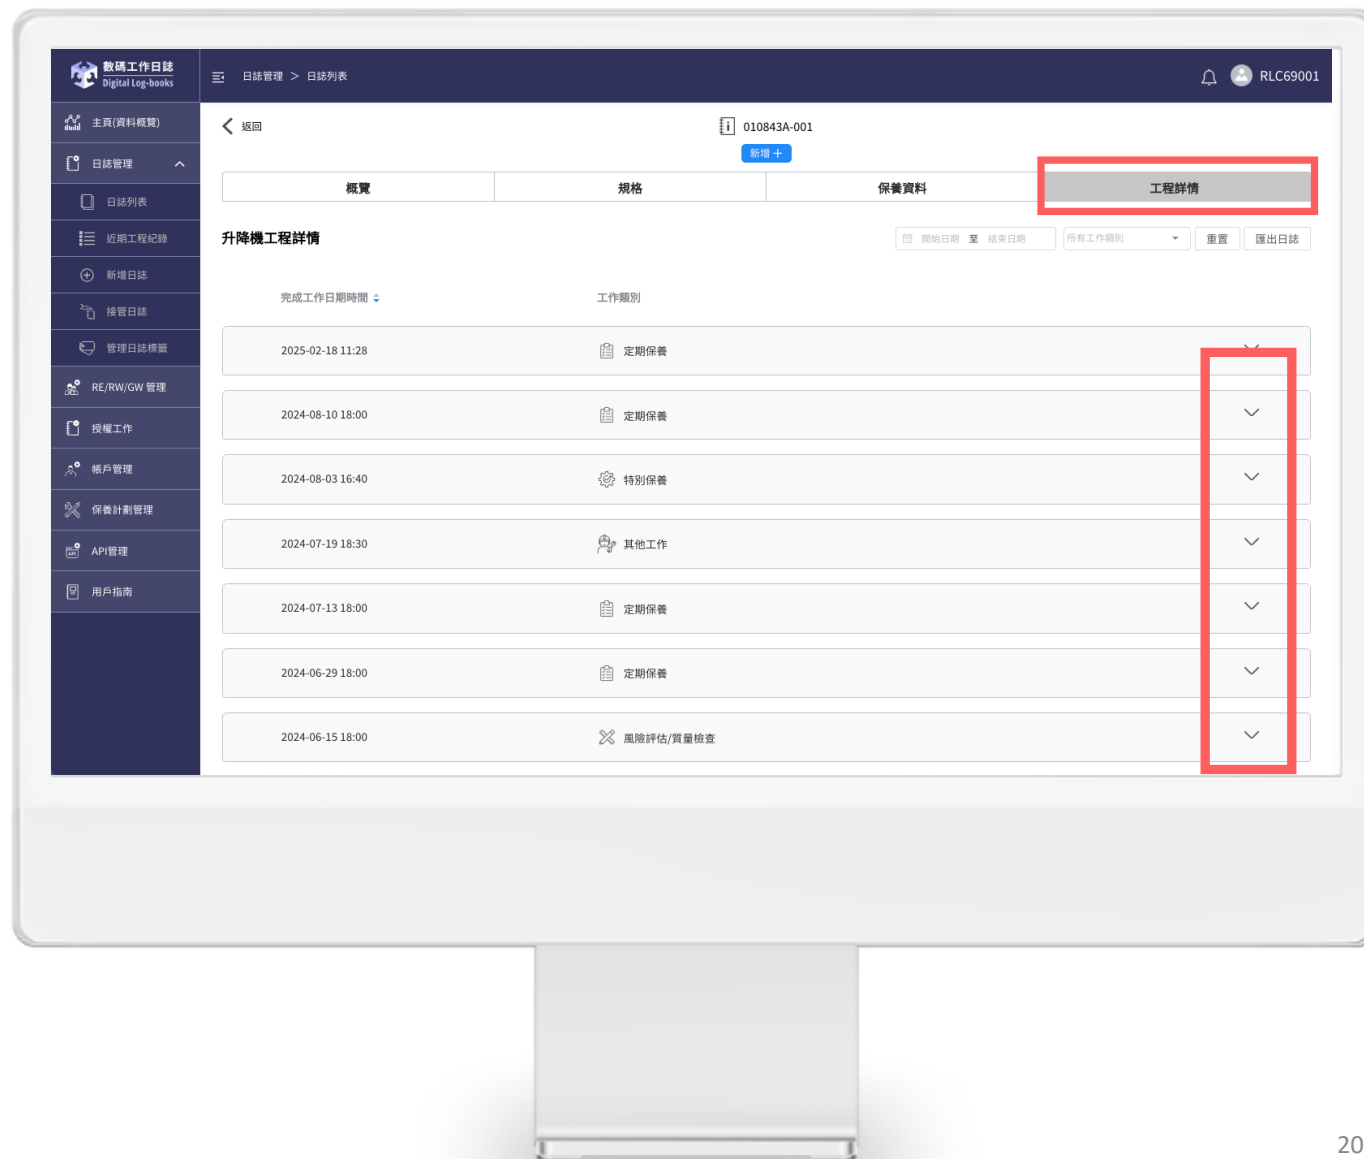 數碼工作日誌
Digital Log-books
日誌管理 > 日誌列表
RLC69001
主頁(資料概覽)
日誌管理
日誌列表
近期工程紀錄
新增日誌
接管日誌
管理日誌標籤
RE/RW/GW 管理
授權工作
帳戶管理
保養計劃管理
API管理
用戶指南
返回
010843A-001
新增 +
概覽 規格 保養資料 工程詳情
升降機工程詳情
開始日期 至 結束日期 所有工作類別 重置 匯出日誌
完成工作日期時間 工作類別
2025-02-18 11:28 定期保養
2024-08-10 18:00 定期保養
2024-08-03 16:40 特別保養
2024-07-19 18:30 其他工作
2024-07-13 18:00 定期保養
2024-06-29 18:00 定期保養
2024-06-15 18:00 風險評估/質量檢查
20